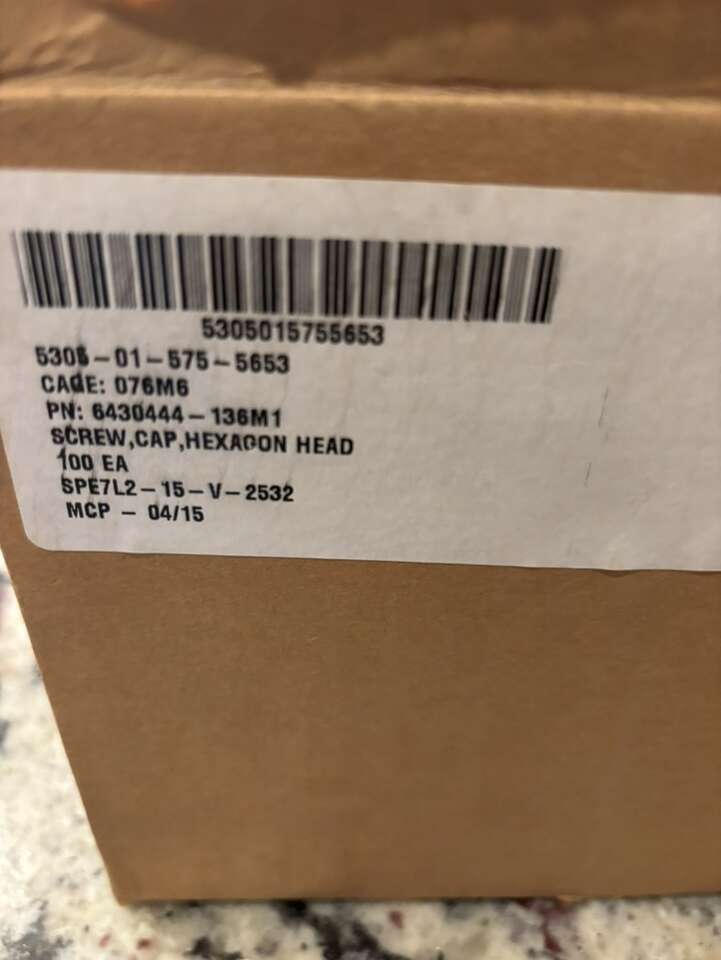 5305015755653
5305-01-575-5653
CAGE: 076M6
PN: 6430444-136M1
SCREW,CAP,HEXAGON HEAD
100 EA
SPE7L2-15-V-2532
MCP - 04/15